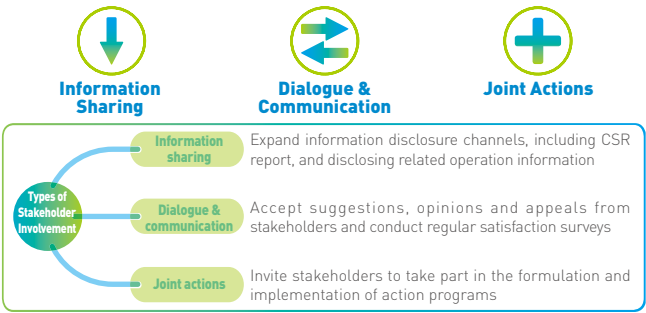 Information
Sharing
Dialogue &
Communication
Joint Actions
Types of
Stakeholder
Involvement
Information
sharing
Expand information disclosure channels, including CSR
report, and disclosing related operation information
Dialogue &
communication
Accept suggestions, opinions and appeals from
stakeholders and conduct regular satisfaction surveys
Joint actions
Invite stakeholders to take part in the formulation and
implementation of action programs